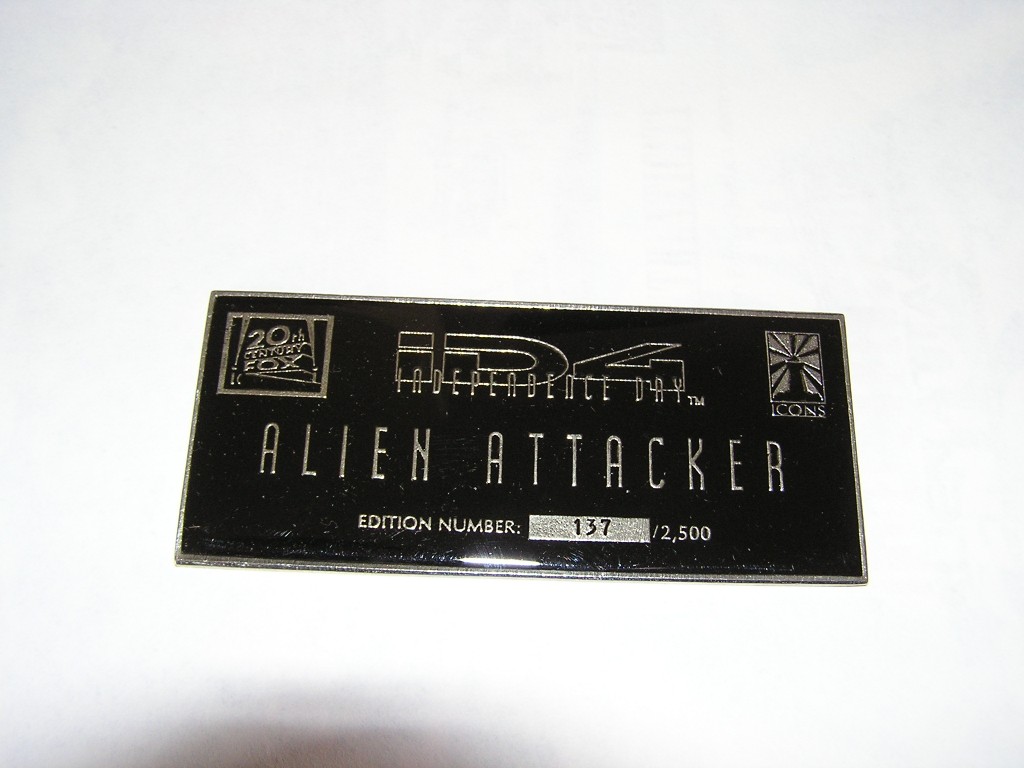 20th
CENTURY
FOX
iD4
INDEPENDENCE DAY™
ICONS
ALIEN ATTACKER
EDITION NUMBER: 137 /2,500